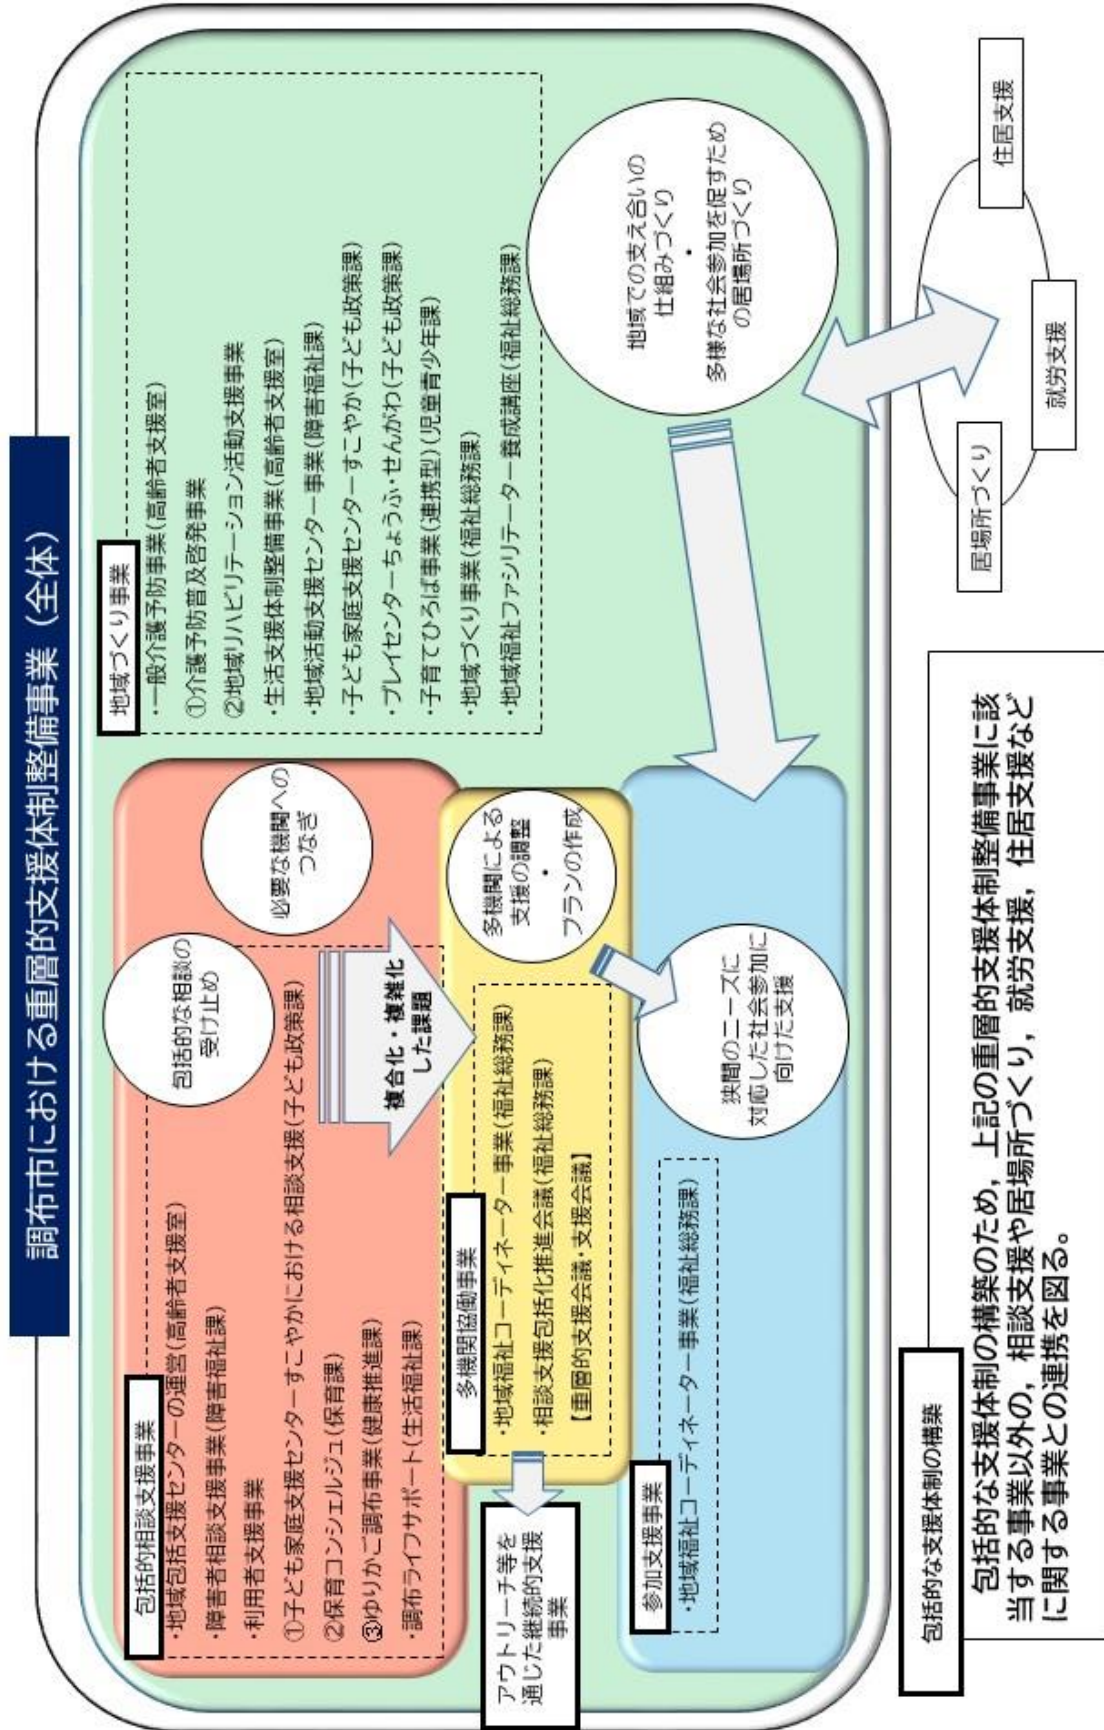 調布市における重層的支援体制整備事業（全体）
包括的相談支援事業
・地域包括支援センターの運営(高齢者支援室)
・障害者相談支援事業(障害福祉課)
・利用者支援事業
①子ども家庭支援センターすこやかにおける相談支援(子ども政策課)
②保育コンシェルジュ(保育課)
③ゆりかご調布事業(健康推進課)
・調布ライフサポート(生活福祉課)
包括的な相談の
受け止め
必要な機関への
つなぎ
複合化・複雑化
した課題
多機関協働事業
・地域福祉コーディネーター事業(福祉総務課)
・相談支援包括化推進会議(福祉総務課)
【重層的支援会議・支援会議】
多機関による
支援の調整
・
プランの作成
アウトリーチ等を
通じた継続的支援
事業
参加支援事業
・地域福祉コーディネーター事業(福祉総務課)
狭間のニーズに
対応した社会参加に
向けた支援
地域づくり事業
・一般介護予防事業(高齢者支援室)
①介護予防普及啓発事業
②地域リハビリテーション活動支援事業
・生活支援体制整備事業(高齢者支援室)
・地域活動支援センター事業(障害福祉課)
・子ども家庭支援センターすこやか(子ども政策課)
・プレイセンターちょうふ・せんがわ(子ども政策課)
・子育てひろば事業(連携型)(児童青少年課)
・地域づくり事業(福祉総務課)
・地域福祉ファシリテーター養成講座(福祉総務課)
地域での支え合いの
仕組みづくり
・
多様な社会参加を促すため
の居場所づくり
包括的な支援体制の構築
包括的な支援体制の構築のため，上記の重層的支援体制整備事業に該
当する事業以外の，相談支援や居場所づくり，就労支援，住居支援など
に関する事業との連携を図る。
居場所づくり
就労支援
住居支援